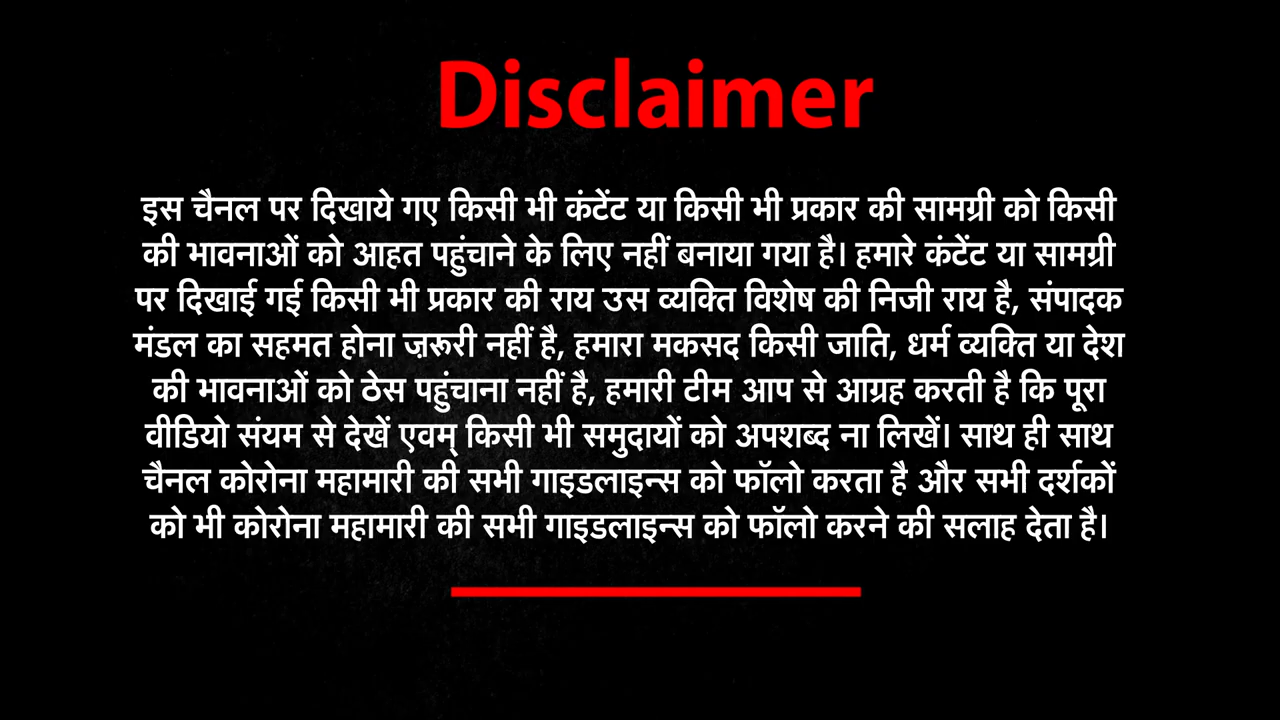 Disclaimer
इस चैनल पर दिखाये गए किसी भी कंटेंट या किसी भी प्रकार की सामग्री को किसी
की भावनाओं को आहत पहुंचाने के लिए नहीं बनाया गया है। हमारे कंटेंट या सामग्री
पर दिखाई गई किसी भी प्रकार की राय उस व्यक्ति विशेष की निजी राय है, संपादक
मंडल का सहमत होना ज़रूरी नहीं है, हमारा मकसद किसी जाति, धर्म व्यक्ति या देश
की भावनाओं को ठेस पहुंचाना नहीं है, हमारी टीम आप से आग्रह करती है कि पूरा
वीडियो संयम से देखें एवम् किसी भी समुदायों को अपशब्द ना लिखें। साथ ही साथ
चैनल कोरोना महामारी की सभी गाइडलाइन्स को फॉलो करता है और सभी दर्शकों
को भी कोरोना महामारी की सभी गाइडलाइन्स को फॉलो करने की सलाह देता है।